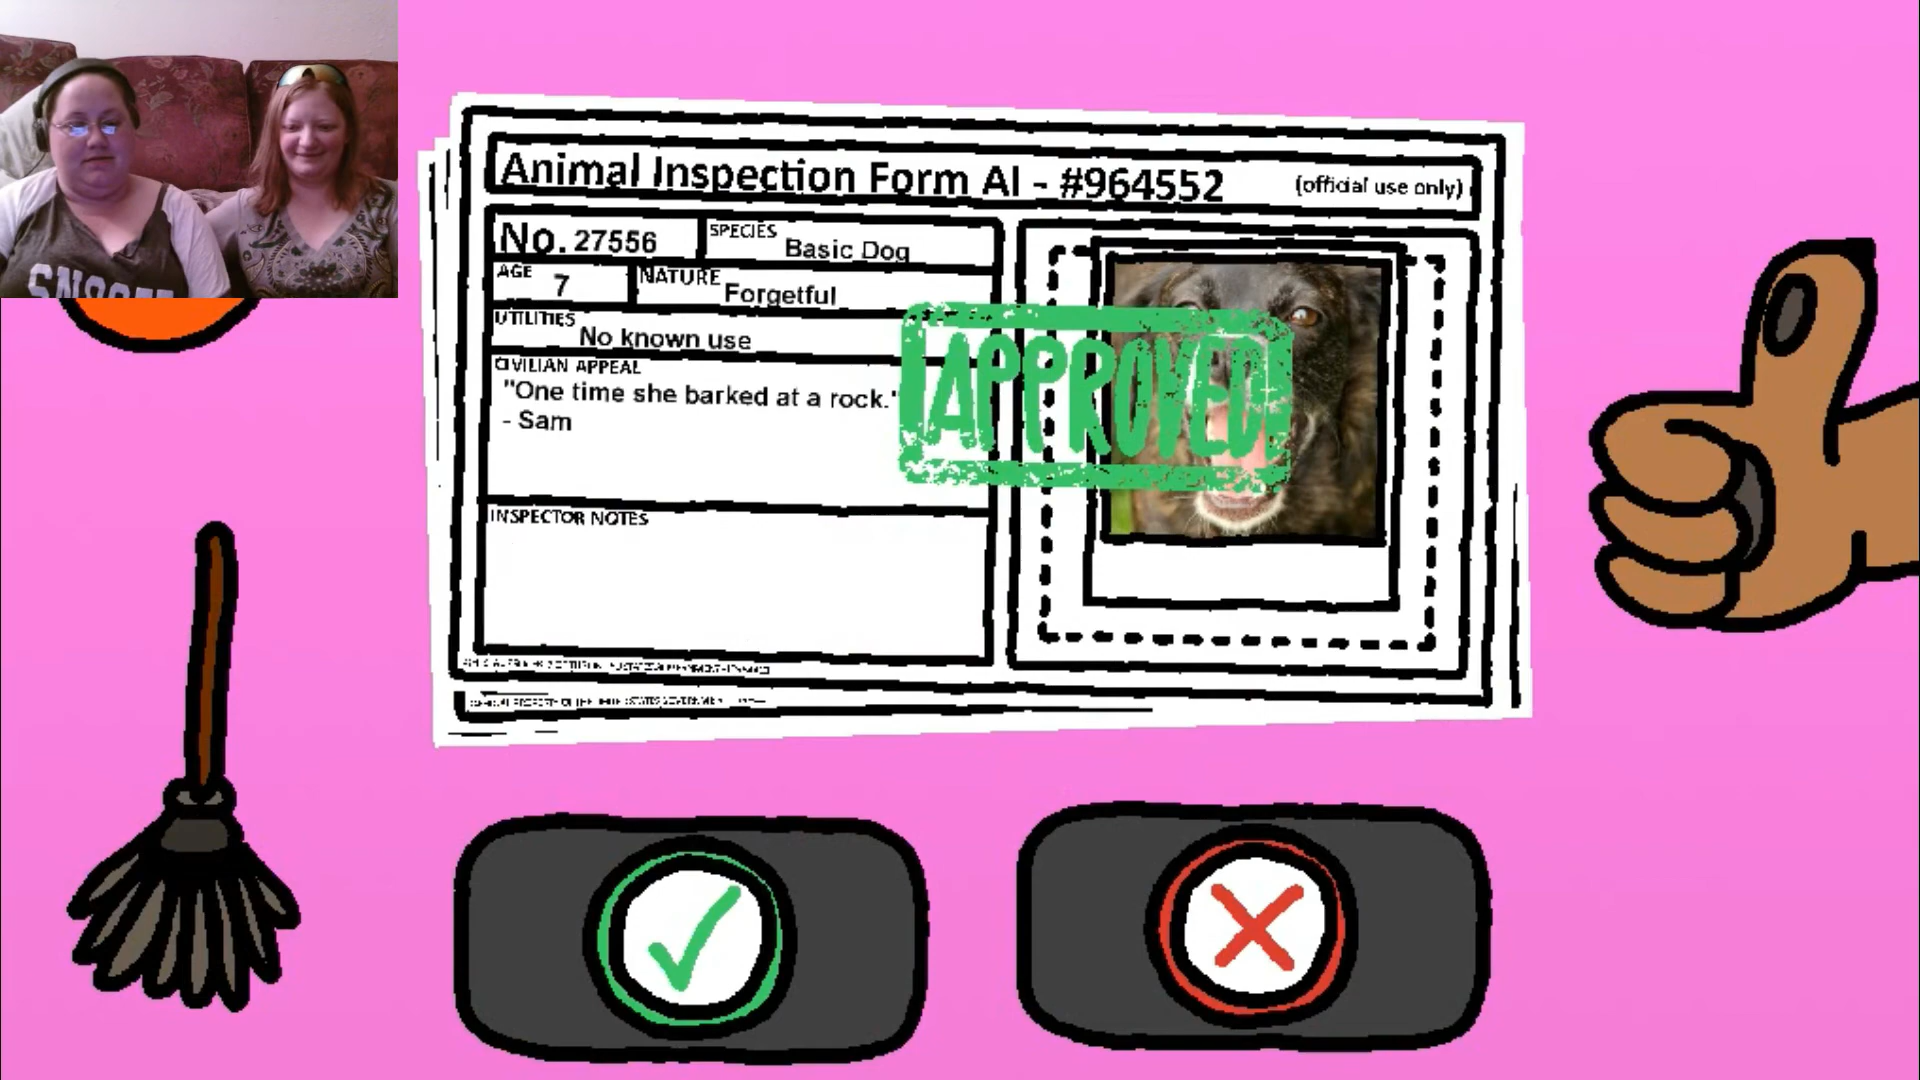 Animal Inspection Form AI - #964552
(official use only)
No. 27556
SPECIES
Basic Dog
AGE
7
NATURE
Forgetful
UTILITIES
No known use
CIVILIAN APPEAL
"One time she barked at a rock."
- Sam
APPROVED
INSPECTOR NOTES